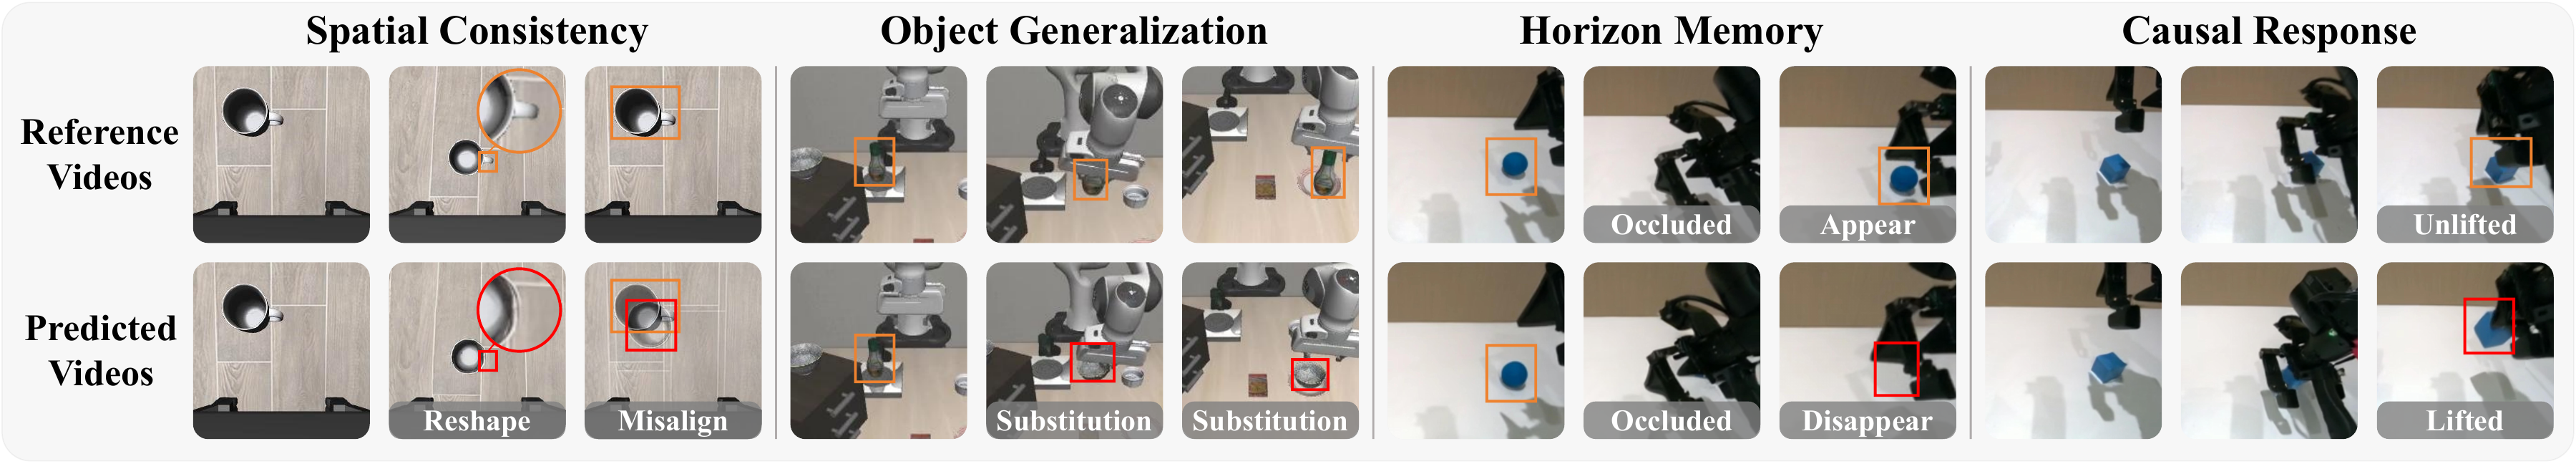 Spatial Consistency
Object Generalization
Horizon Memory
Causal Response
Reference
Videos
Occluded
Appear
Unlifted
Predicted
Videos
Reshape
Misalign
Substitution
Substitution
Occluded
Disappear
Lifted